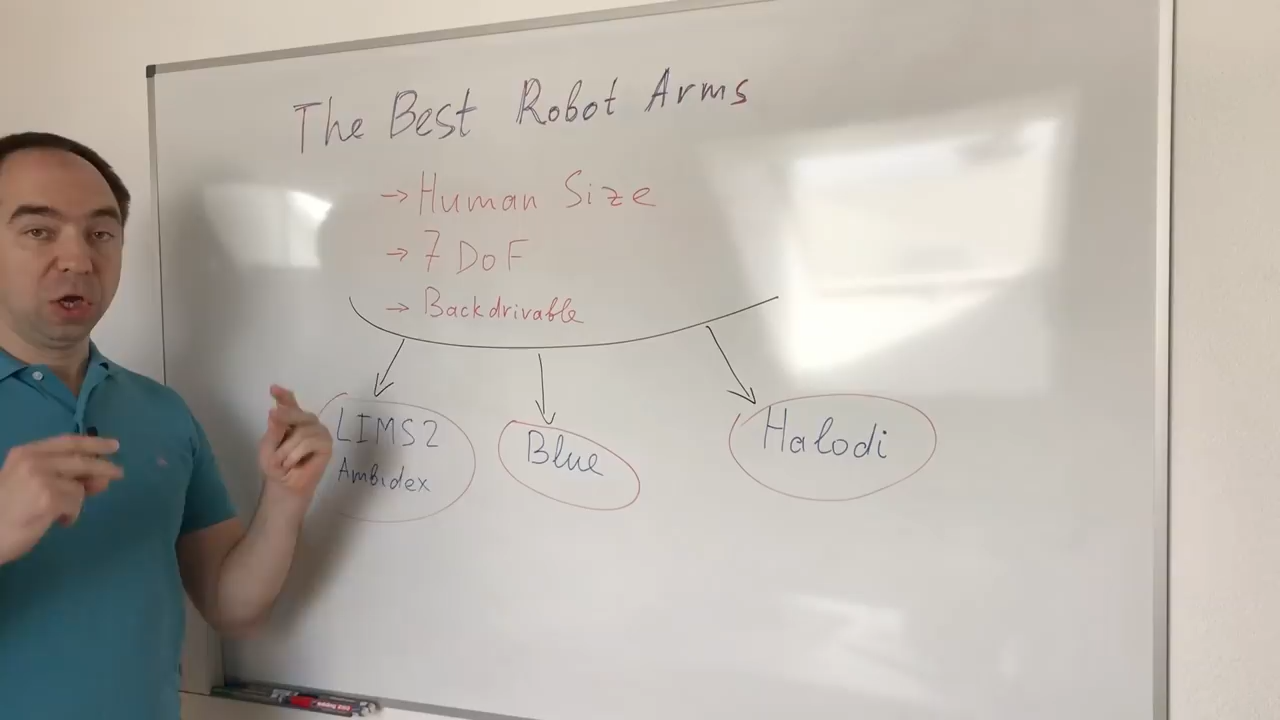 The Best Robot Arms
→ Human Size
→ 7 DoF
→ Backdrivable
LIMS2
Ambidex
Blue
Halodi